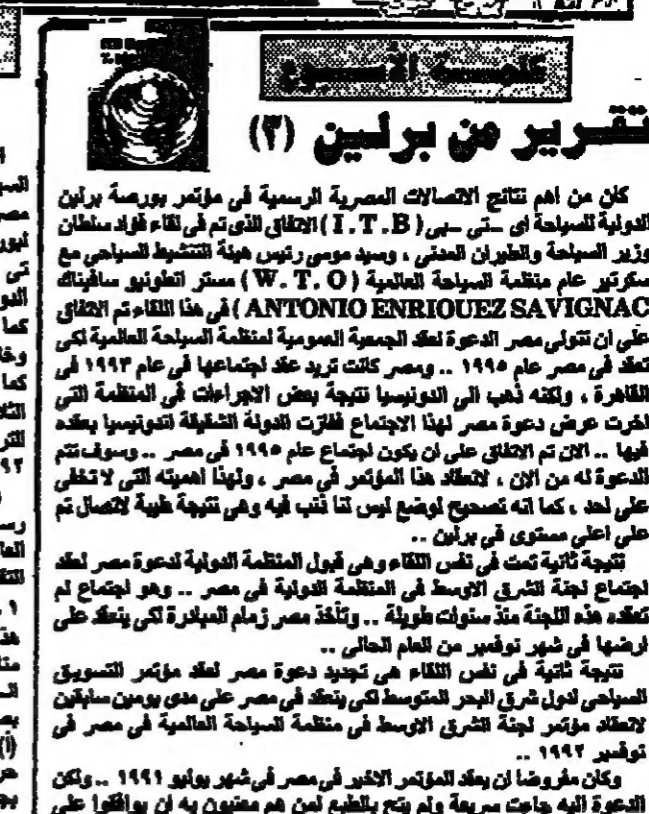 كلمة الأسبوع
تقرير من برلين (٣)
كان من اهم نتائج الاتصالات المصرية الرسمية في مؤتمر بورصة برلين
الدولية للسياحة اى ـ تي ـ بي ( I . T . B ) الاتفاق الذى تم في لقاء فؤاد سلطان
وزير السياحة والطيران المدني ، وسيد موسى رئيس هيئة التنشيط السياحي مع
سكرتير عام منظمة السياحة العالمية ( W . T . O ) مستر انطونيو سافيناك
ANTONIO ENRIOUEZ SAVIGNAC ) في هذا اللقاء تم الاتفاق
على ان تتولى مصر الدعوة لعقد الجمعية العمومية لمنظمة السياحة العالمية لكى
تعقد في مصر عام ١٩٩٥ .. ومصر كانت تريد عقد اجتماعها في عام ١٩٩٣ في
القاهرة ، ولكنه ذهب الى اندونيسيا نتيجة بعض الاجراءات في المنظمة التي
اخرت عرض دعوة مصر لهذا الاجتماع ففازت الدولة الشقيقة اندونيسيا بعقده
فيها .. الان تم الاتفاق على ان يكون اجتماع عام ١٩٩٥ في مصر .. وسوف تتم
الدعوة له من الان ، لانعقاد هذا المؤتمر في مصر ، ولهذا اهميته التي لا تخفى
على احد ، كما انه تصحيح لوضع ليس لنا ذنب فيه وهي نتيجة طيبة لاتصال تم
على اعلى مستوى في برلين ..
نتيجة ثانية تمت في نفس اللقاء وهي قبول المنظمة الدولية لدعوة مصر لعقد
اجتماع لجنة الشرق الاوسط في المنظمة الدولية في مصر .. وهو اجتماع لم
تعقده هذه اللجنة منذ سنوات طويلة .. وتأخذ مصر زمام المبادرة لكى ينعقد على
ارضها في شهر نوفمبر من العام الحالى ..
نتيجة ثانية في نفس اللقاء هي تجديد دعوة مصر لعقد مؤتمر التسويق
السياحى لدول شرق البحر المتوسط لكى ينعقد في مصر على مدى يومين سابقين
لانعقاد مؤتمر لجنة الشرق الاوسط في منظمة السياحة العالمية في مصر في
نوفمبر ١٩٩٢ ..
وكان مفروضاً ان يعقد المؤتمر الاخير في مصر في شهر يوليو ١٩٩١ .. ولكن
الدعوة اليه جاءت سريعة ولم يتح بالطبع لمن هم معنيون به ان يوافقوا على